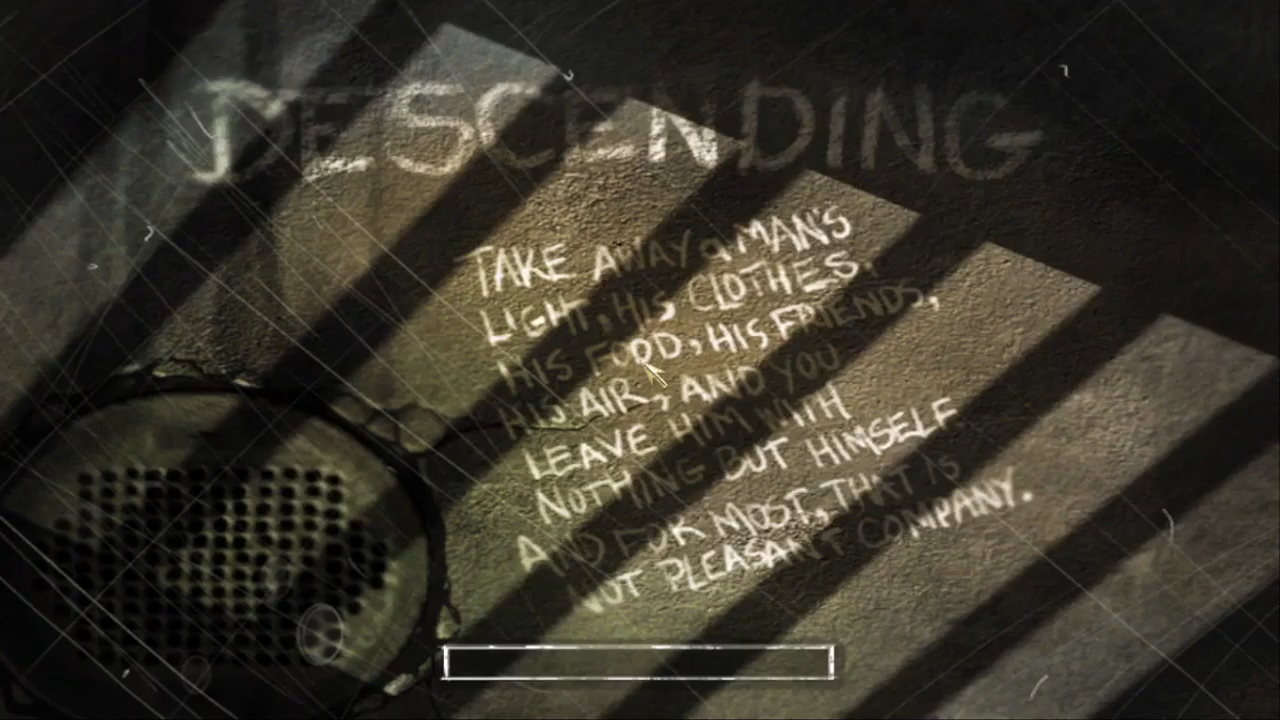 DESCENDING
TAKE AWAY a MAN'S
LIGHT, HIS CLOTHES,
HIS FOOD, HIS FRIENDS,
HIS AIR, AND YOU
LEAVE HIM WITH
NOTHING BUT HIMSELF
AND FOR MOST, THAT IS
NOT PLEASANT COMPANY.